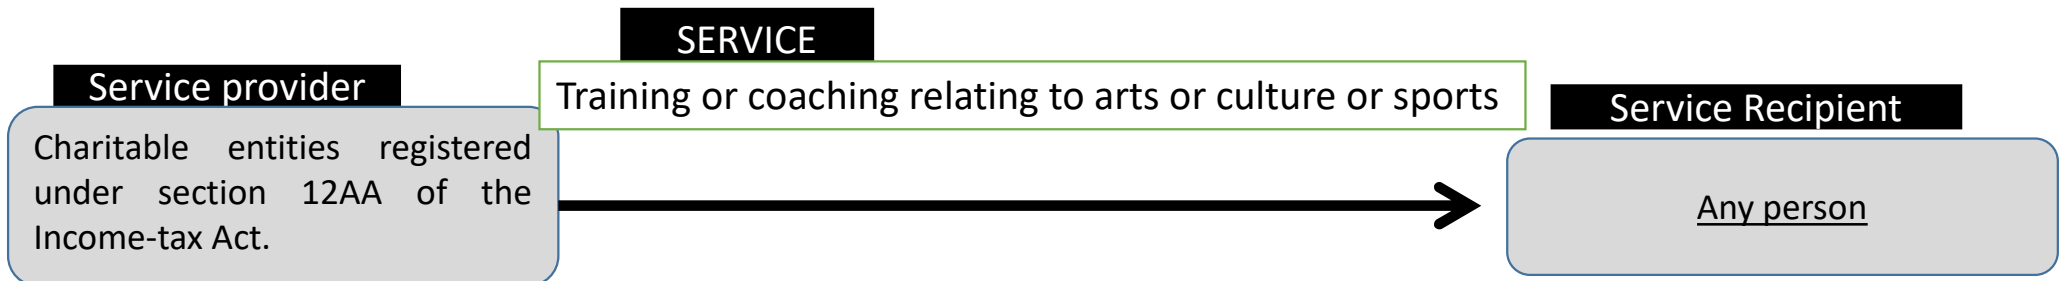 SERVICE
Service provider
Training or coaching relating to arts or culture or sports
Service Recipient
Charitable entities registered
under section 12AA of the
Income-tax Act.
Any person